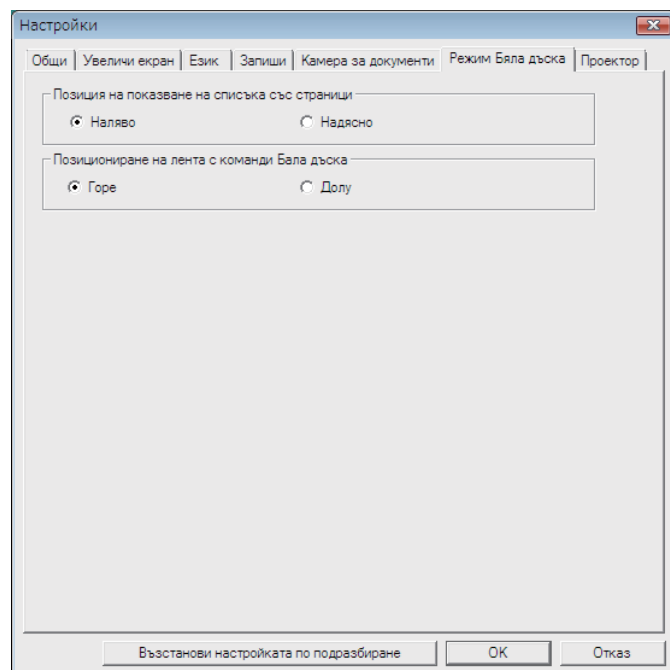 Настройки
Общи Увеличи екран Език Запиши Камера за документи Режим Бяла дъска Проектор
Позиция на показване на списъка със страници
Наляво Надясно
Позициониране на лента с команди Бала дъска
Горе Долу
Възстанови настройката по подразбиране OK Отказ